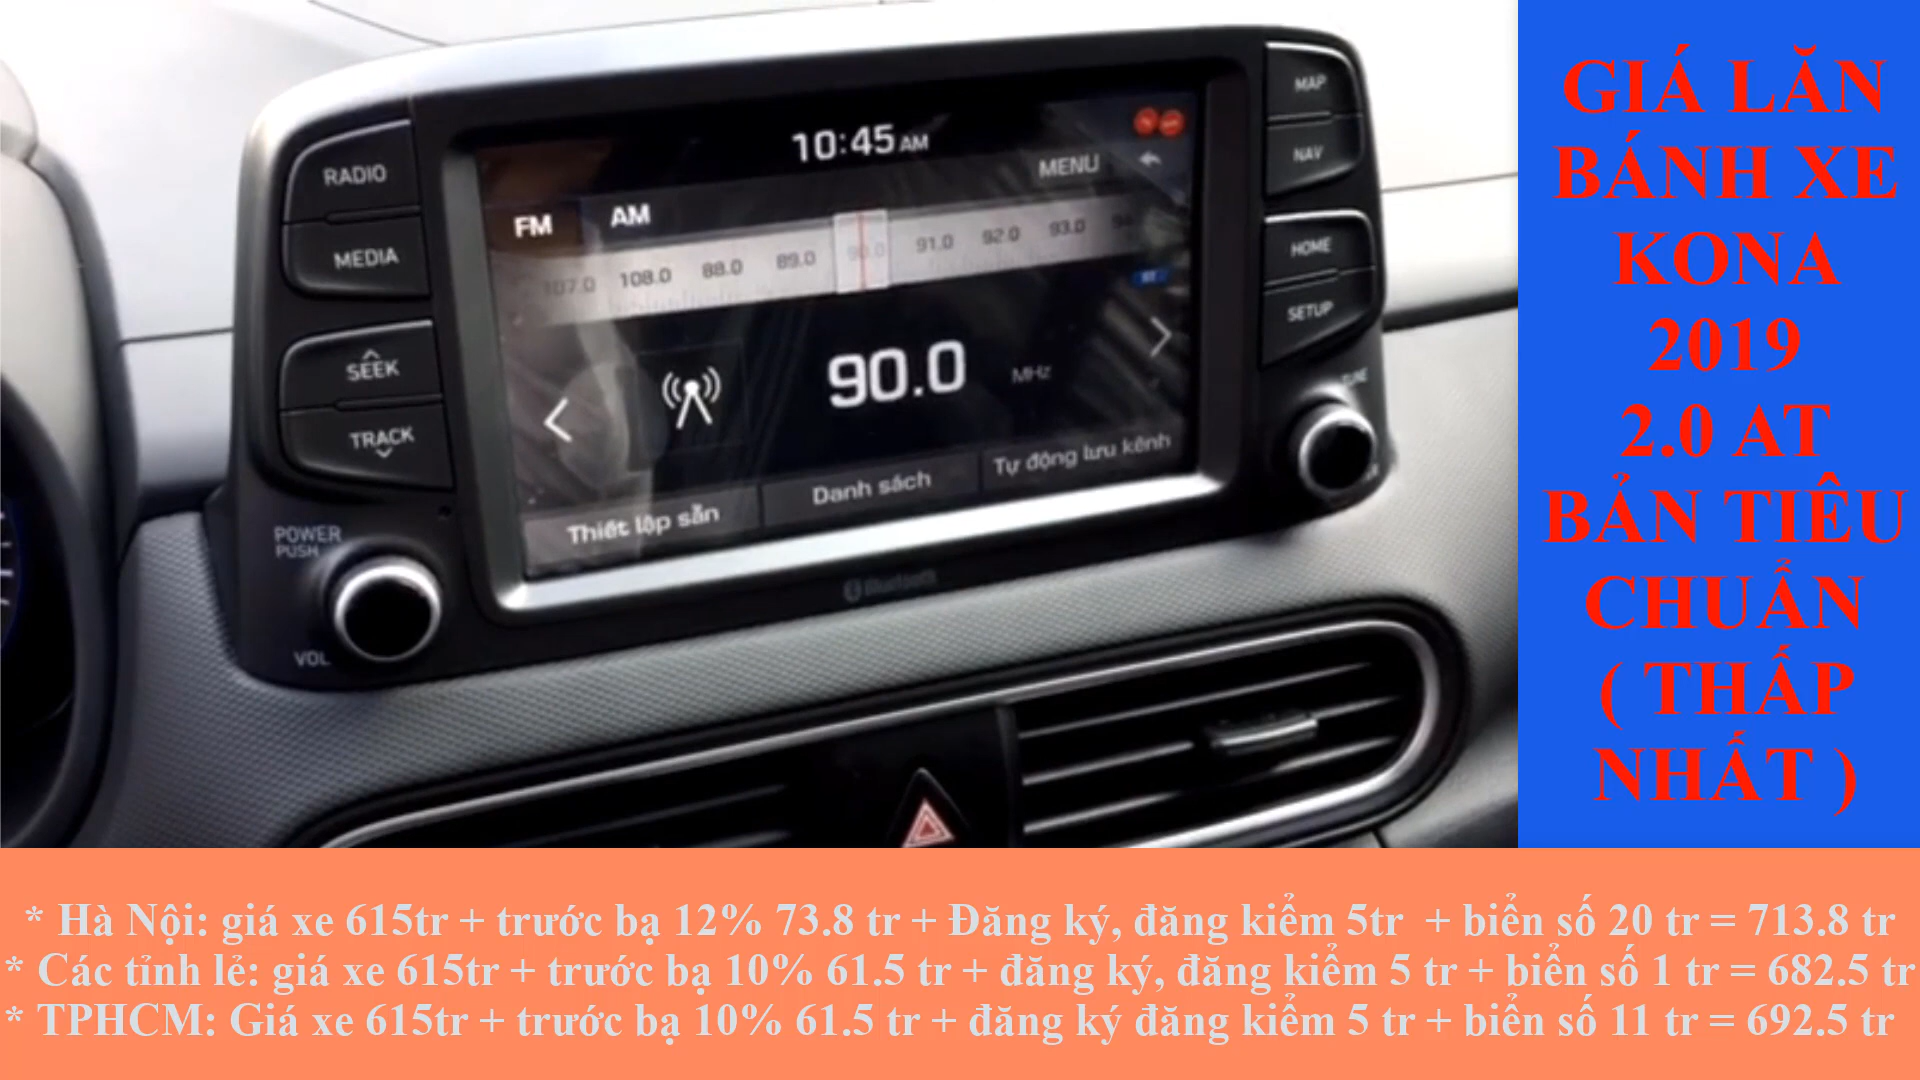 GIÁ LĂN
BÁNH XE
KONA
2019
2.0 AT
BẢN TIÊU
CHUẨN
( THẤP
NHẤT )
10:45 AM
MENU
FM AM
107.0 108.0 88.0 89.0 90.0 91.0 92.0 93.0
90.0 MHz
Thiết lập sẵn Danh sách Tự động lưu kênh
RADIO
MEDIA
SEEK
TRACK
POWER
PUSH
VOL
MAP
NAV
HOME
SETUP
TUNE
Bluetooth
* Hà Nội: giá xe 615tr + trước bạ 12% 73.8 tr + Đăng ký, đăng kiểm 5tr + biển số 20 tr = 713.8 tr
* Các tỉnh lẻ: giá xe 615tr + trước bạ 10% 61.5 tr + đăng ký, đăng kiểm 5 tr + biển số 1 tr = 682.5 tr
* TPHCM: Giá xe 615tr + trước bạ 10% 61.5 tr + đăng ký đăng kiểm 5 tr + biển số 11 tr = 692.5 tr